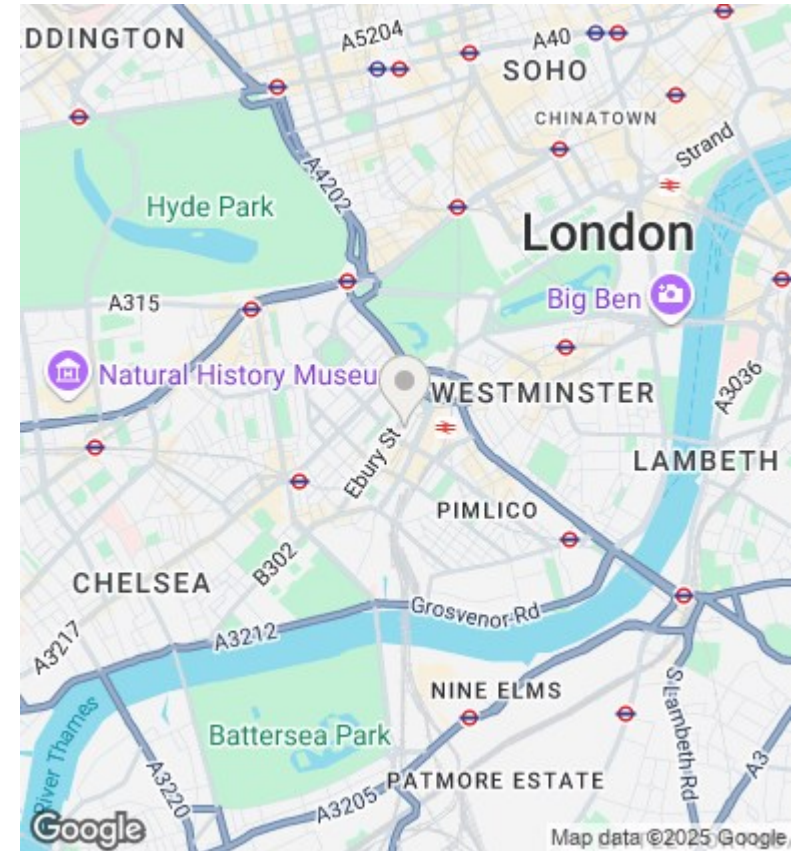 ADDINGTON
A5204
A40
SOHO
CHINATOWN
Strand
A4202
Hyde Park
London
Big Ben
A315
Natural History Museu
WESTMINSTER
A3036
Ebury St
LAMBETH
PIMLICO
B302
CHELSEA
Grosvenor Rd
A3217
A3212
NINE ELMS
S Lambeth Rd
River Thames
Battersea Park
A3220
PATMORE ESTATE
A3
A3205
Google
Map data ©2025 Google